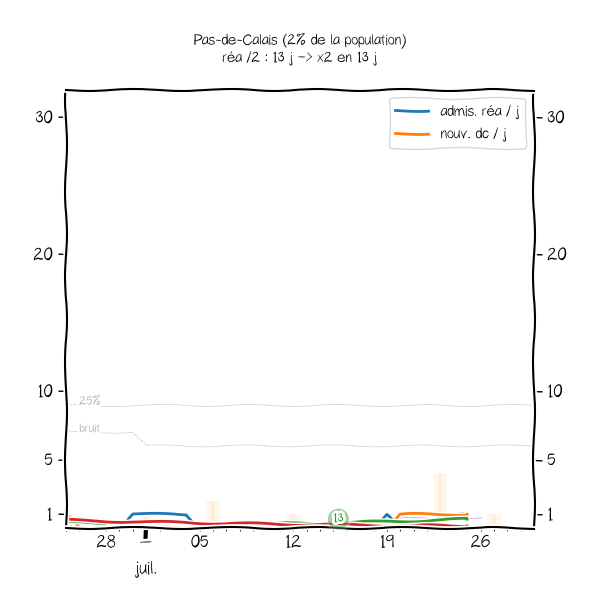 Pas-de-Calais (2% de la population)
réa /2 : 13 j -> x2 en 13 j
admis. réa / j
nouv. dc / j
30 30
20 20
10 10
25%
bruit
5 5
13
1 1
28 1 05 12 19 26
juil.